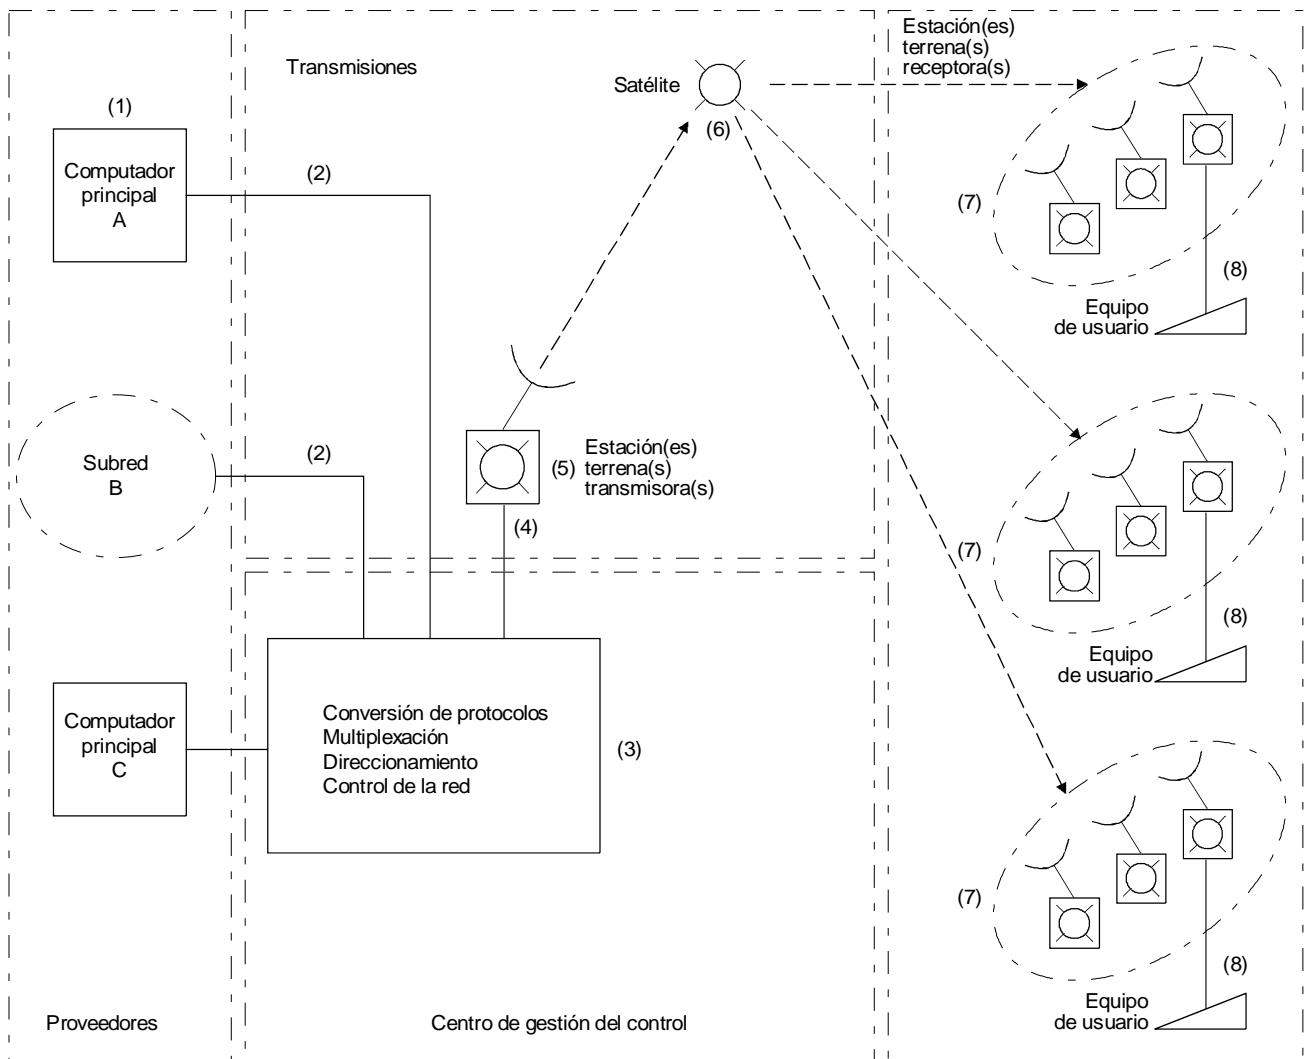 Estación(es)
terrena(s)
receptora(s)
Transmisiones
Satélite
(6)
(1)
Computador
principal
A
(2)
(7)
(8)
Equipo
de usuario
Subred
B
(2)
(5)
Estación(es)
terrena(s)
transmisora(s)
(4)
(7)
(8)
Equipo
de usuario
Computador
principal
C
Conversión de protocolos
Multiplexación
Direccionamiento
Control de la red
(3)
(7)
(8)
Equipo
de usuario
Proveedores
Centro de gestión del control